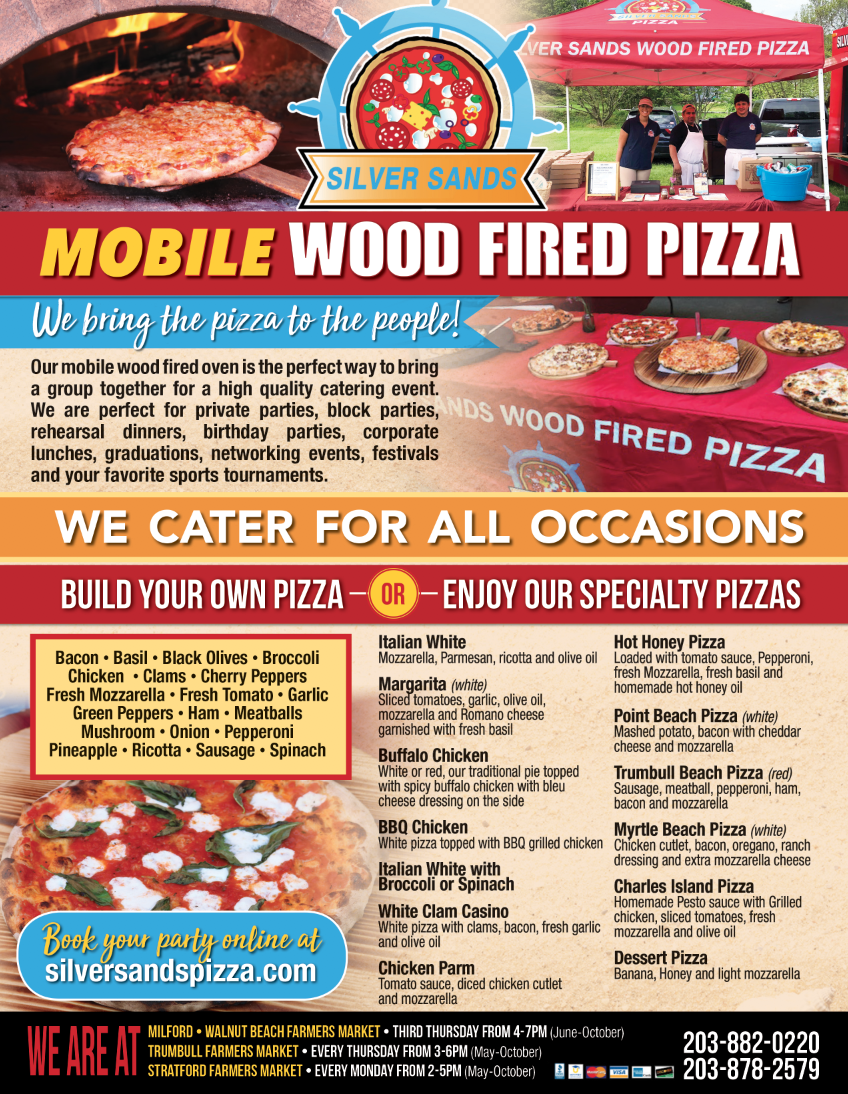 PIZZA
LVER SANDS WOOD FIRED PIZZA
SILVER SANDS
MOBILE WOOD FIRED PIZZA
We bring the pizza to the people!
Our mobile wood fired oven is the perfect way to bring
a group together for a high quality catering event.
We are perfect for private parties, block parties,
rehearsal dinners, birthday parties, corporate
lunches, graduations, networking events, festivals
and your favorite sports tournaments.
ANDS WOOD FIRED PIZZA
WE CATER FOR ALL OCCASIONS
BUILD YOUR OWN PIZZA – OR – ENJOY OUR SPECIALTY PIZZAS
Bacon • Basil • Black Olives • Broccoli
Chicken • Clams • Cherry Peppers
Fresh Mozzarella • Fresh Tomato • Garlic
Green Peppers • Ham • Meatballs
Mushroom • Onion • Pepperoni
Pineapple • Ricotta • Sausage • Spinach
Book your party online at
silversandspizza.com
Italian White
Mozzarella, Parmesan, ricotta and olive oil
Margarita (white)
Sliced tomatoes, garlic, olive oil,
mozzarella and Romano cheese
garnished with fresh basil
Buffalo Chicken
White or red, our traditional pie topped
with spicy buffalo chicken with bleu
cheese dressing on the side
BBQ Chicken
White pizza topped with BBQ grilled chicken
Italian White with
Broccoli or Spinach
White Clam Casino
White pizza with clams, bacon, fresh garlic
and olive oil
Chicken Parm
Tomato sauce, diced chicken cutlet
and mozzarella
Hot Honey Pizza
Loaded with tomato sauce, Pepperoni,
fresh Mozzarella, fresh basil and
homemade hot honey oil
Point Beach Pizza (white)
Mashed potato, bacon with cheddar
cheese and mozzarella
Trumbull Beach Pizza (red)
Sausage, meatball, pepperoni, ham,
bacon and mozzarella
Myrtle Beach Pizza (white)
Chicken cutlet, bacon, oregano, ranch
dressing and extra mozzarella cheese
Charles Island Pizza
Homemade Pesto sauce with Grilled
chicken, sliced tomatoes, fresh
mozzarella and olive oil
Dessert Pizza
Banana, Honey and light mozzarella
WE ARE AT
MILFORD • WALNUT BEACH FARMERS MARKET • THIRD THURSDAY FROM 4-7PM (June-October)
TRUMBULL FARMERS MARKET • EVERY THURSDAY FROM 3-6PM (May-October)
STRATFORD FARMERS MARKET • EVERY MONDAY FROM 2-5PM (May-October)
VISA
203-882-0220
203-878-2579